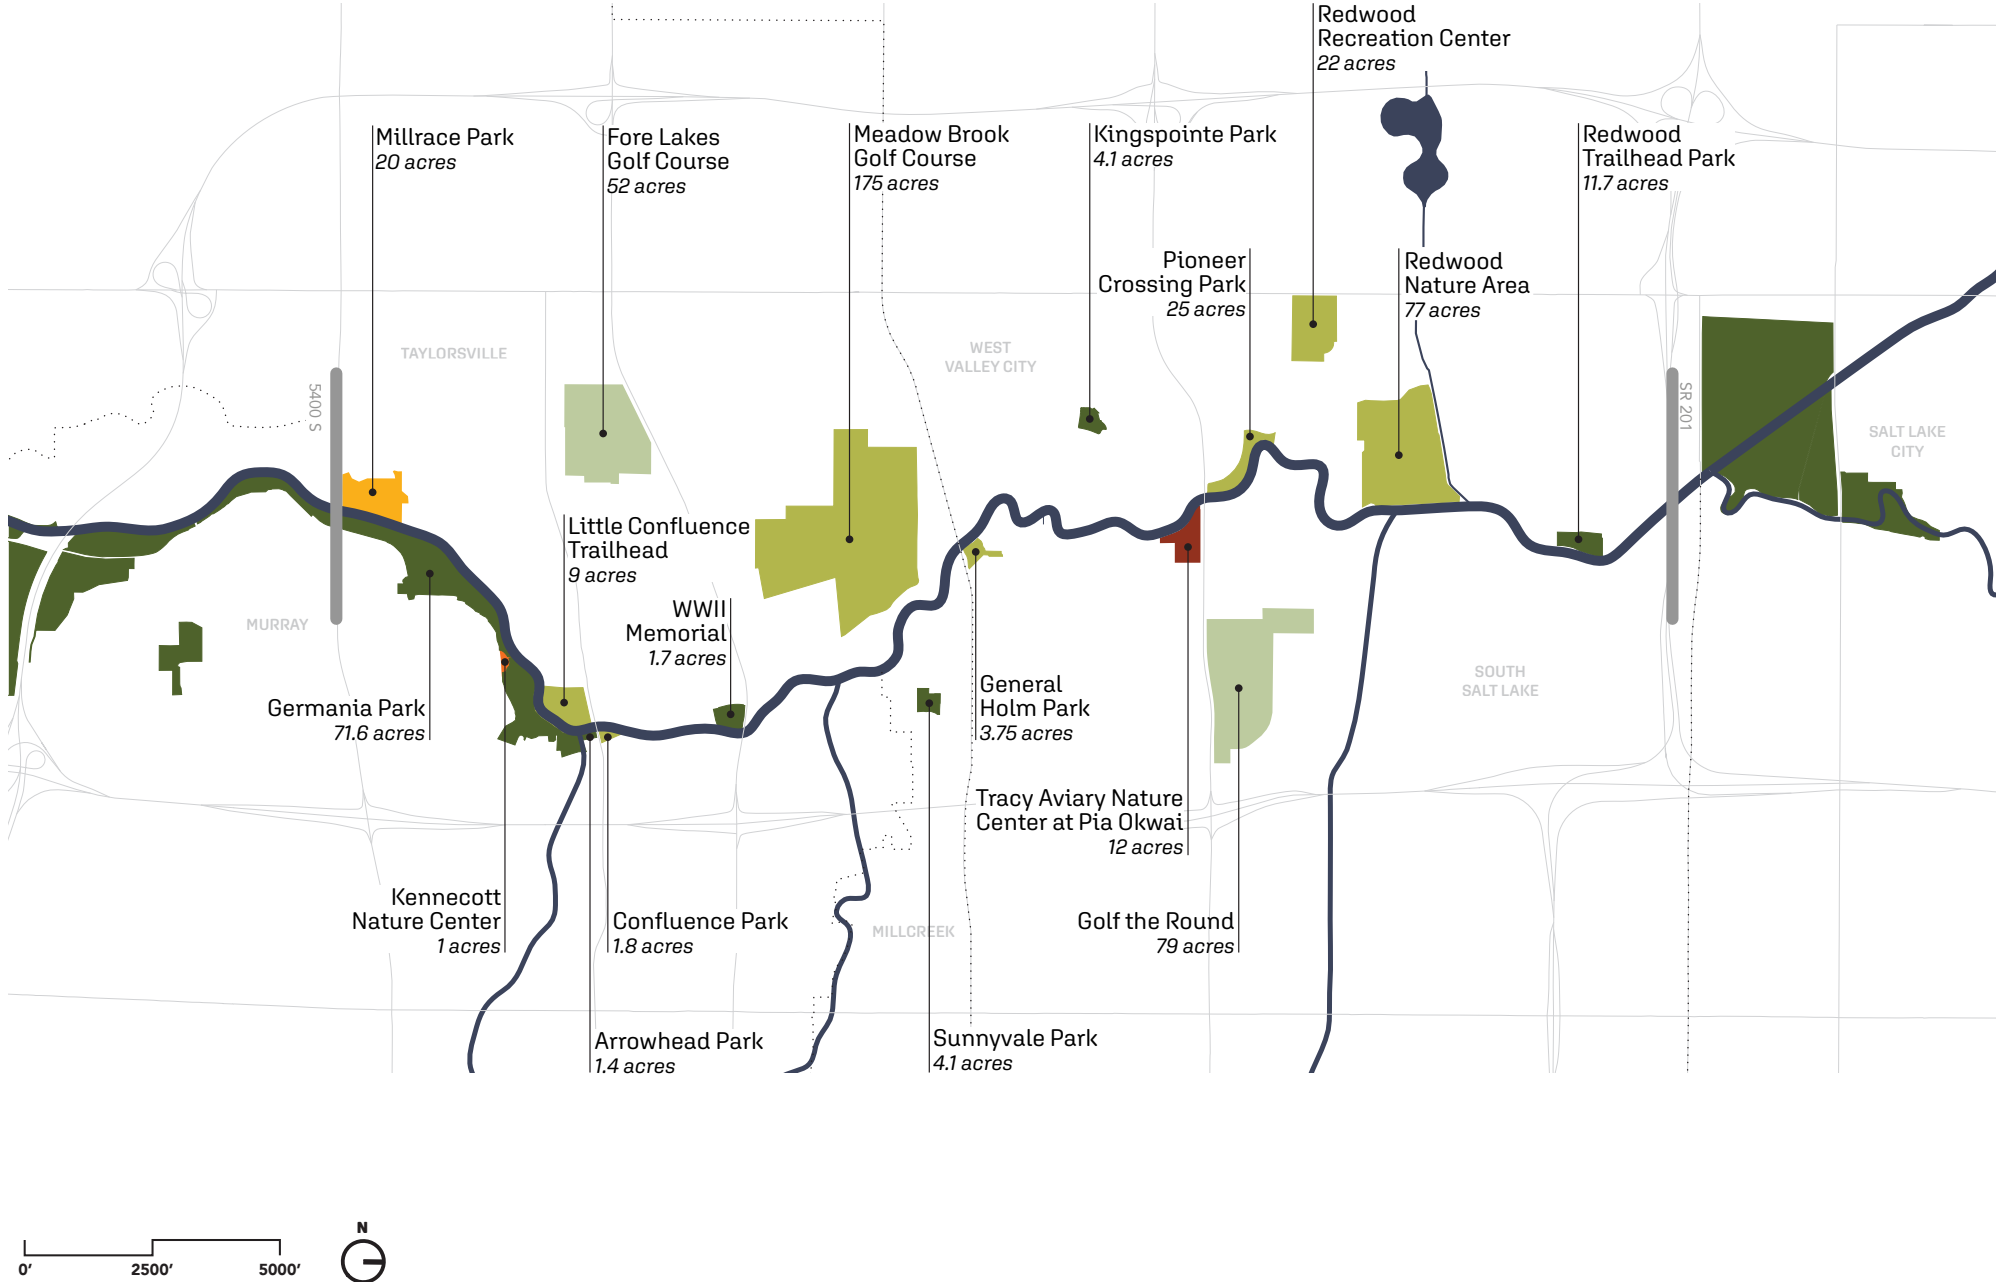 Redwood
Recreation Center
22 acres
Millrace Park
20 acres
Fore Lakes
Golf Course
52 acres
Meadow Brook
Golf Course
175 acres
Kingspointe Park
4.1 acres
Redwood
Trailhead Park
11.7 acres
Pioneer
Crossing Park
25 acres
Redwood
Nature Area
77 acres
TAYLORSVILLE
WEST
VALLEY CITY
5400 S
SR 201
SALT LAKE
CITY
Little Confluence
Trailhead
9 acres
WWII
Memorial
1.7 acres
MURRAY
Germania Park
71.6 acres
General
Holm Park
3.75 acres
SOUTH
SALT LAKE
Tracy Aviary Nature
Center at Pia Okwai
12 acres
Kennecott
Nature Center
1 acres
Confluence Park
1.8 acres
MILLCREEK
Golf the Round
79 acres
Arrowhead Park
1.4 acres
Sunnyvale Park
4.1 acres
N
0' 2500' 5000'